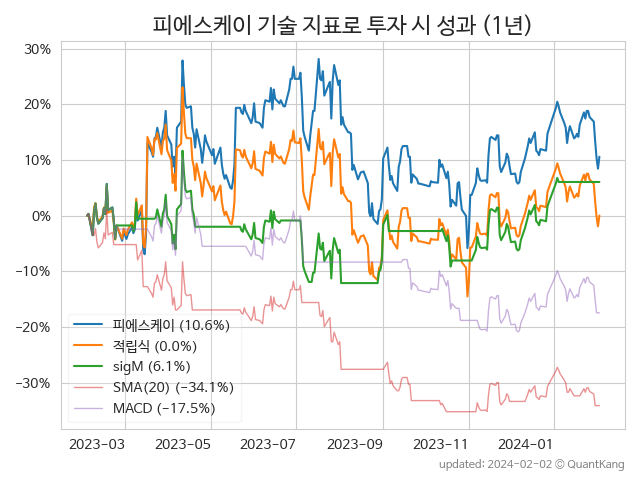 피에스케이 기술 지표로 투자 시 성과 (1년)
30%
20%
10%
0%
−10%
−20%
−30%
피에스케이 (10.6%)
적립식 (0.0%)
sigM (6.1%)
SMA(20) (−34.1%)
MACD (−17.5%)
2023−03 2023−05 2023−07 2023−09 2023−11 2024−01
updated: 2024-02-02 © QuantKang